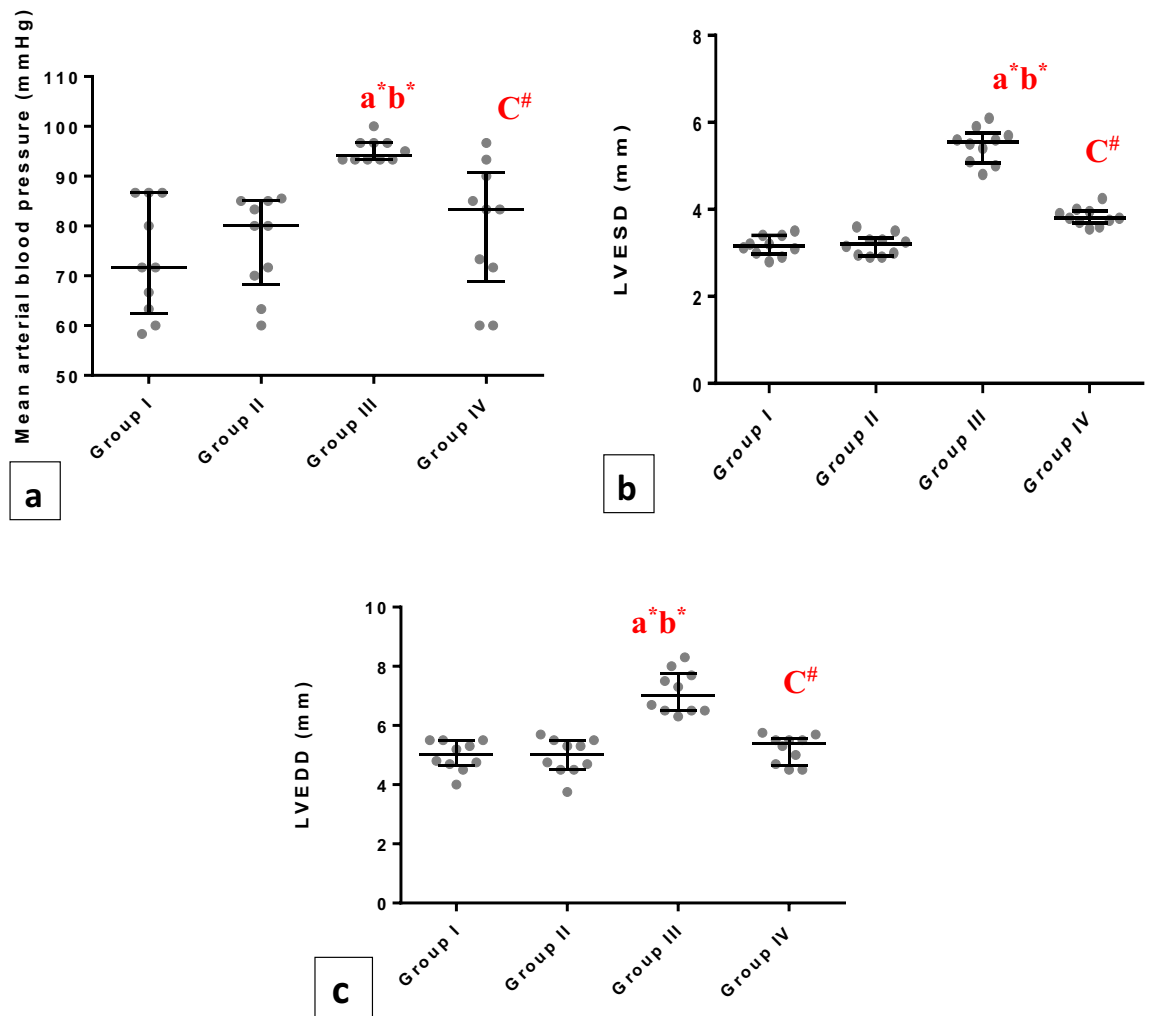 Mean arterial blood pressure (mmHg)
110
100
90
80
70
60
50
a*b*
C#
Group I
Group II
Group III
Group IV
a
LVESD (mm)
8
6
4
2
0
a*b*
C#
Group I
Group II
Group III
Group IV
b
LVEDD (mm)
10
8
6
4
2
0
a*b*
C#
Group I
Group II
Group III
Group IV
c